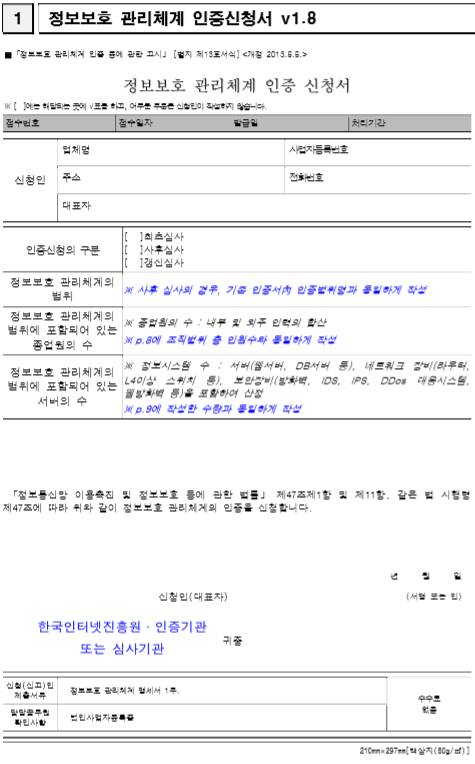 1 정보보호 관리체계 인증신청서 v1.8
■「정보보호 관리체계 인증 등에 관한 고시」 [별지 제13호서식] <개정 2013.8.8.>
정보보호 관리체계 인증 신청서
※ [ ]에는 해당되는 곳에 √표를 하고, 어두운 부분은 신청인이 작성하지 않습니다.
접수번호 접수일자 발급일 처리기간
신청인
업체명 사업자등록번호
주소 전화번호
대표자
인증신청의 구분
[ ]최초심사
[ ]사후심사
[ ]갱신심사
정보보호 관리체계의
범위
※ 사후 심사의 경우, 기존 인증서内 인증범위명과 동일하게 작성
정보보호 관리체계의
범위에 포함되어 있는
종업원의 수
※ 종업원의 수 : 내부 및 외주 인력의 합산
※ p.8에 조직범위 총 인원수와 동일하게 작성
정보보호 관리체계의
범위에 포함되어 있는
서버의 수
※ 정보시스템 수 : 서버(웹서버, DB서버 등), 네트워크 장비(라우터,
L4이상 스위치 등), 보안장비(방화벽, IDS, IPS, DDos 대응시스템,
웹방화벽 등)을 포함하여 산정
※ p.9에 작성한 수량과 동일하게 작성
「정보통신망 이용촉진 및 정보보호 등에 관한 법률」 제47조제1항 및 제11항, 같은 법 시행령
제47조에 따라 위와 같이 정보보호 관리체계의 인증을 신청합니다.
년 월 일
신청인(대표자) (서명 또는 인)
한국인터넷진흥원 · 인증기관
또는 심사기관
귀중
신청(신고)인
제출서류
정보보호 관리체계 명세서 1부.
수수료
없음
담당공무원
확인사항
법인사업자등록증
210mm×297mm[백상지(80g/㎡)]